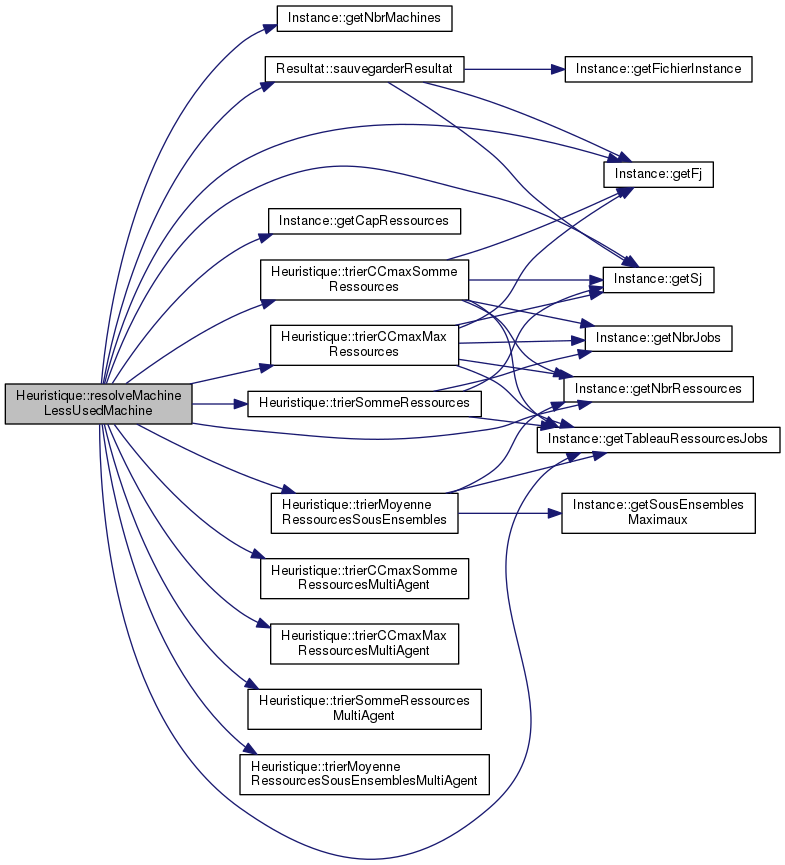 Instance::getNbrMachines
Resultat::sauvegarderResultat
Instance::getFichierInstance
Instance::getFj
Instance::getCapRessources
Heuristique::trierCCmaxSomme
Ressources
Instance::getSj
Heuristique::trierCCmaxMax
Ressources
Instance::getNbrJobs
Heuristique::resolveMachine
LessUsedMachine
Heuristique::trierSommeRessources
Instance::getNbrRessources
Instance::getTableauRessourcesJobs
Heuristique::trierMoyenne
RessourcesSousEnsembles
Instance::getSousEnsembles
Maximaux
Heuristique::trierCCmaxSomme
RessourcesMultiAgent
Heuristique::trierCCmaxMax
RessourcesMultiAgent
Heuristique::trierSommeRessources
MultiAgent
Heuristique::trierMoyenne
RessourcesSousEnsemblesMultiAgent